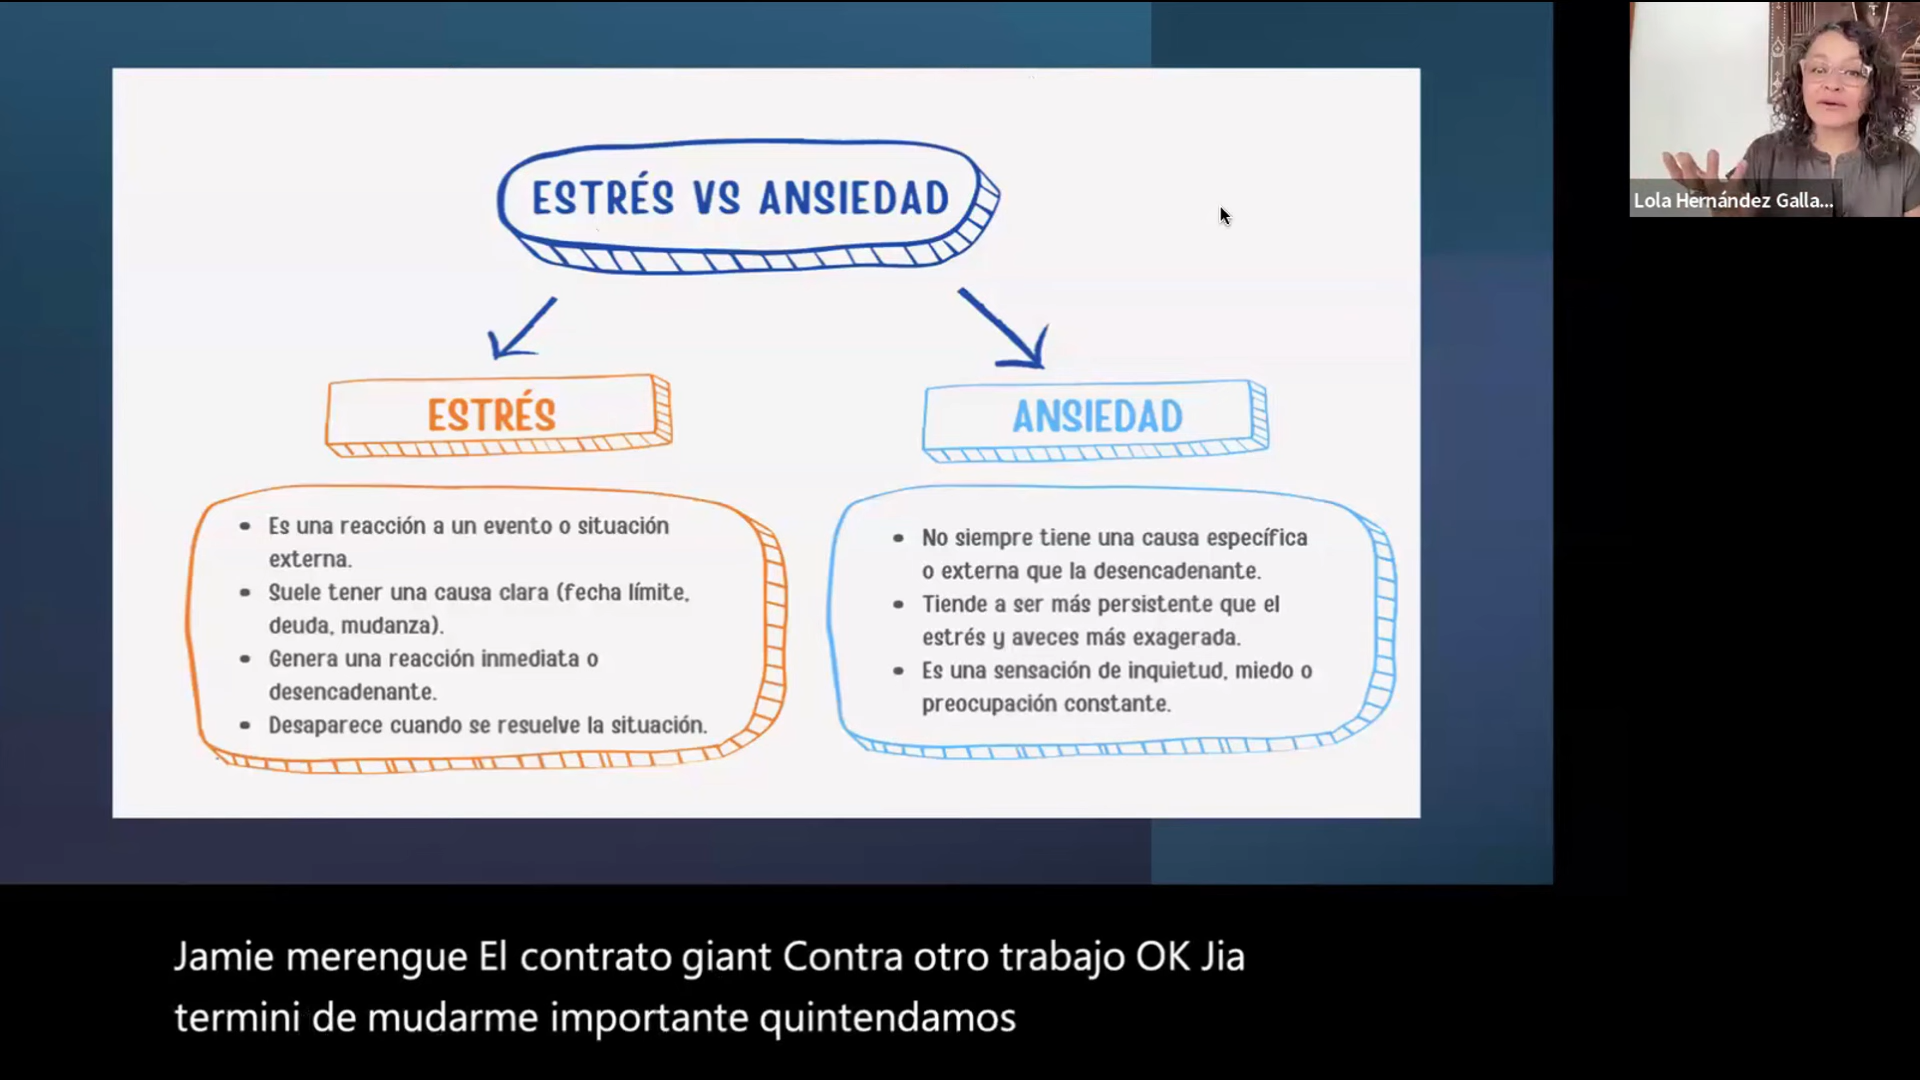 ESTRÉS VS ANSIEDAD
ESTRÉS
• Es una reacción a un evento o situación
externa.
• Suele tener una causa clara (fecha límite,
deuda, mudanza).
• Genera una reacción inmediata o
desencadenante.
• Desaparece cuando se resuelve la situación.
ANSIEDAD
• No siempre tiene una causa específica
o externa que la desencadenante.
• Tiende a ser más persistente que el
estrés y aveces más exagerada.
• Es una sensación de inquietud, miedo o
preocupación constante.
Lola Hernández Galla...
Jamie merengue El contrato giant Contra otro trabajo OK Jia
termini de mudarme importante quintendamos